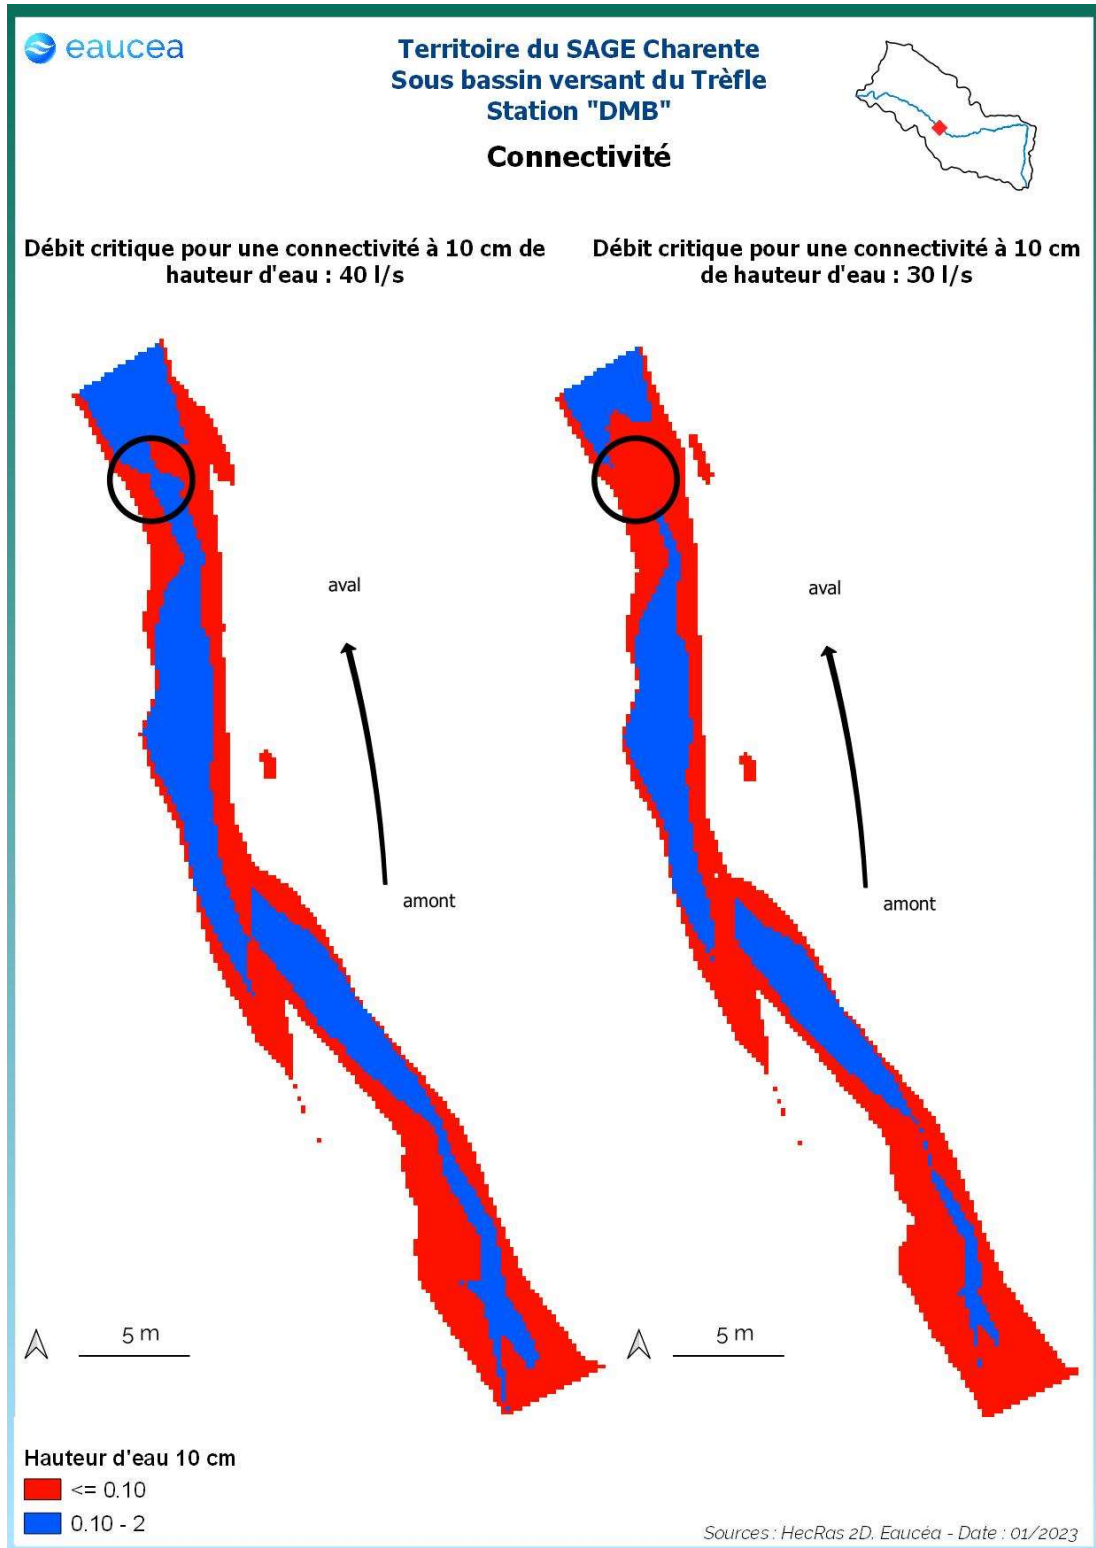 eaucea
Territoire du SAGE Charente
Sous bassin versant du Trèfle
Station "DMB"
Connectivité
Débit critique pour une connectivité à 10 cm de
hauteur d'eau : 40 l/s
Débit critique pour une connectivité à 10 cm
de hauteur d'eau : 30 l/s
aval
amont
aval
amont
5 m
5 m
Hauteur d'eau 10 cm
<= 0.10
0.10 - 2
Sources : HecRas 2D, Eaucéa - Date : 01/2023